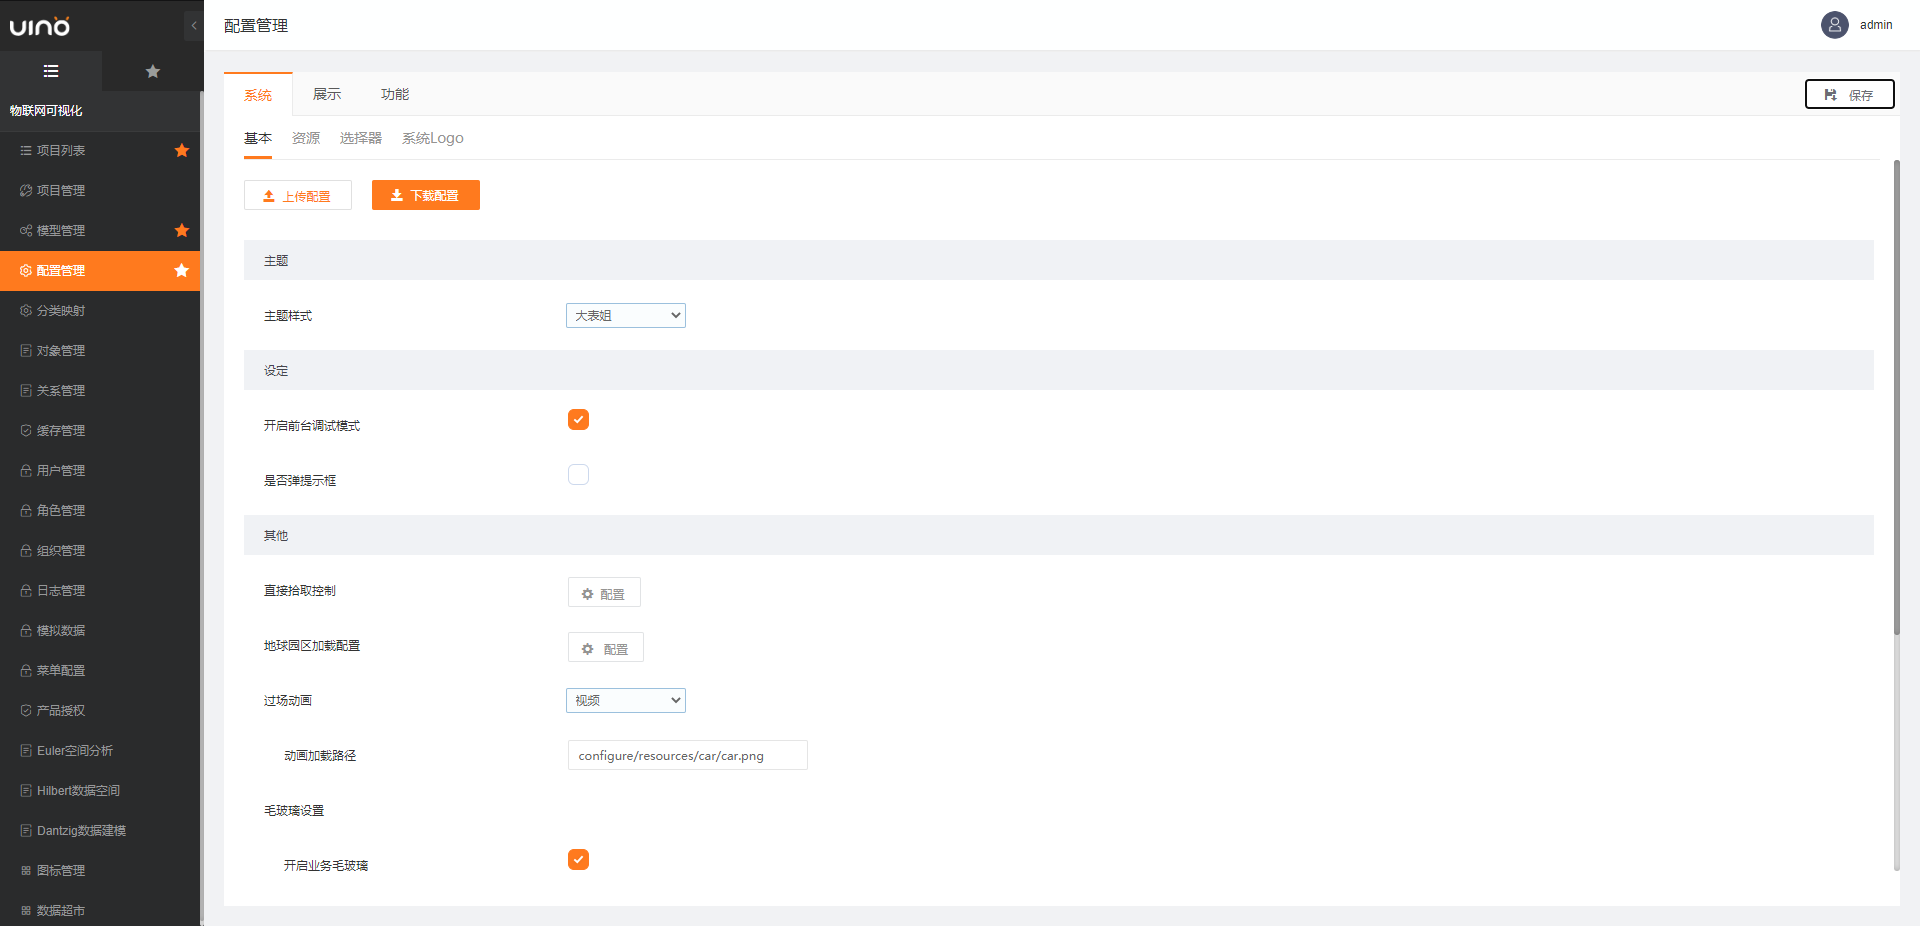 uino
配置管理
admin
物联网可视化
项目列表
项目管理
模型管理
配置管理
分类映射
对象管理
关系管理
缓存管理
用户管理
角色管理
组织管理
日志管理
模拟数据
菜单配置
产品授权
Euler空间分析
Hilbert数据空间
Dantzig数据建模
图标管理
数据超市
系统 展示 功能
保存
基本 资源 选择器 系统Logo
上传配置 下载配置
主题
主题样式 大表姐
设定
开启前台调试模式
是否弹提示框
其他
直接拾取控制 配置
地球园区加载配置 配置
过场动画 视频
动画加载路径 configure/resources/car/car.png
毛玻璃设置
开启业务毛玻璃